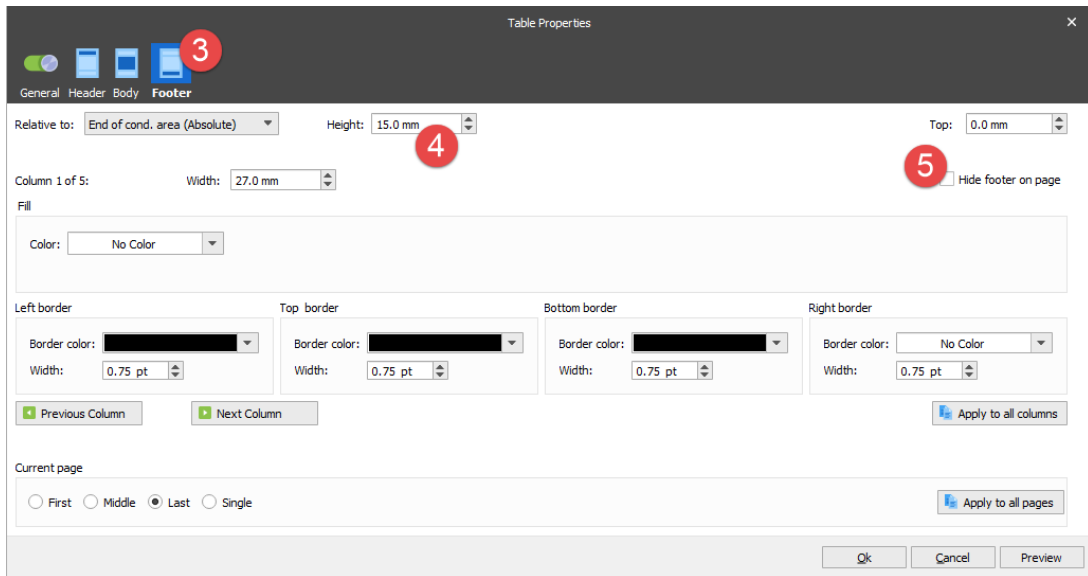 Table Properties
3
General Header Body Footer
Relative to: End of cond. area (Absolute) Height: 15.0 mm Top: 0.0 mm
4
5
Column 1 of 5: Width: 27.0 mm Hide footer on page
Fill
Color: No Color
Left border Top border Bottom border Right border
Border color: Border color: Border color: Border color: No Color
Width: 0.75 pt Width: 0.75 pt Width: 0.75 pt Width: 0.75 pt
Previous Column Next Column Apply to all columns
Current page
First Middle Last Single Apply to all pages
Ok Cancel Preview